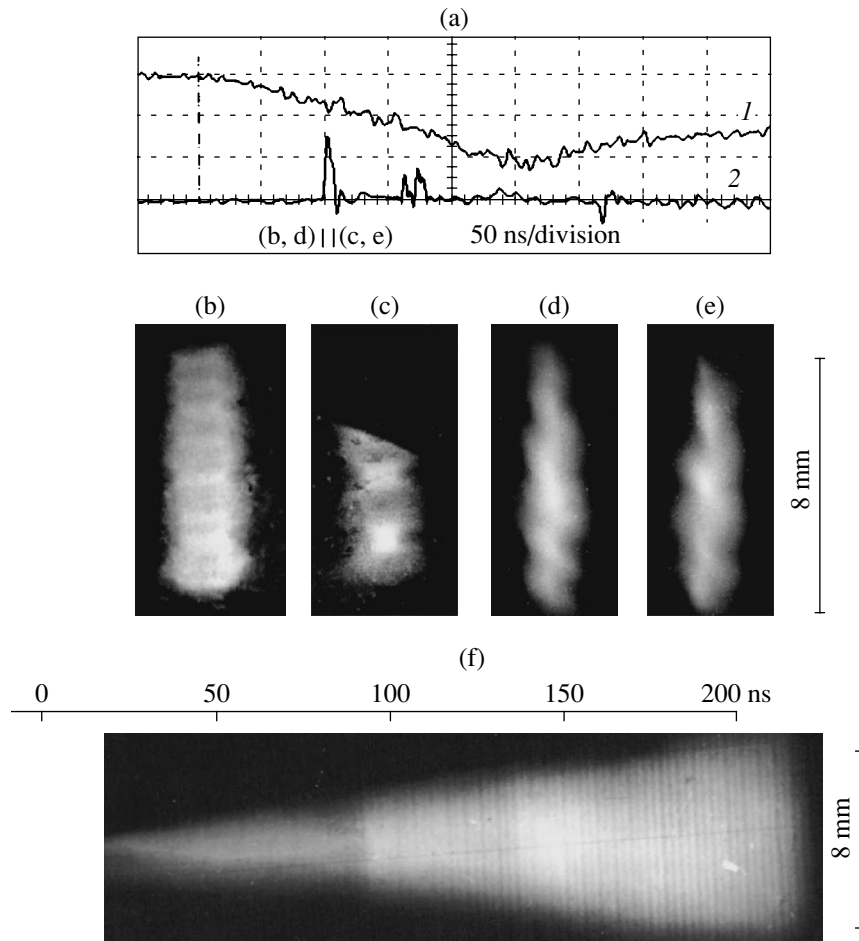 (a)
1
2
(b, d) | | (c, e) 50 ns/division
(b) (c) (d) (e)
8 mm
(f)
0 50 100 150 200 ns
8 mm